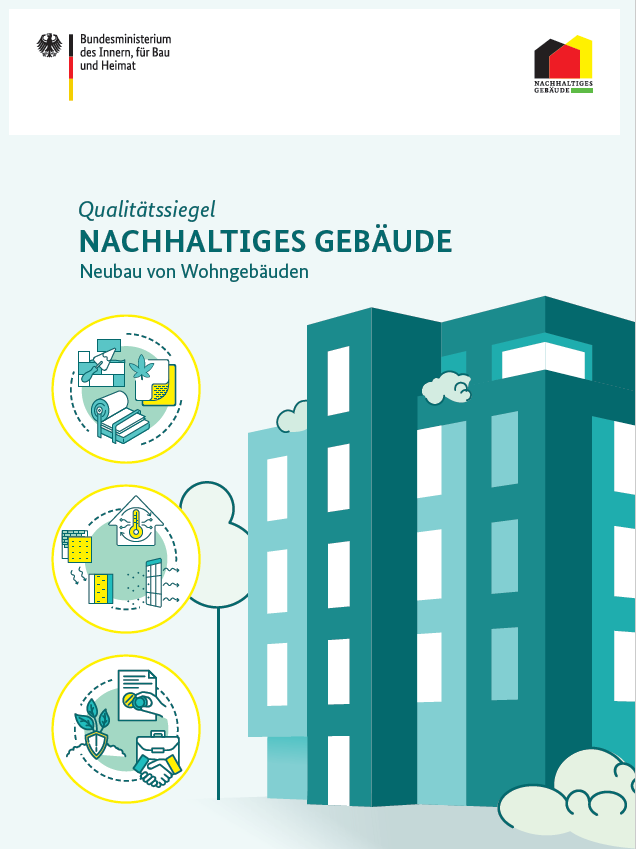 Bundesministerium
des Innern, für Bau
und Heimat
NACHHALTIGES
GEBÄUDE
Qualitätssiegel
NACHHALTIGES GEBÄUDE
Neubau von Wohngebäuden